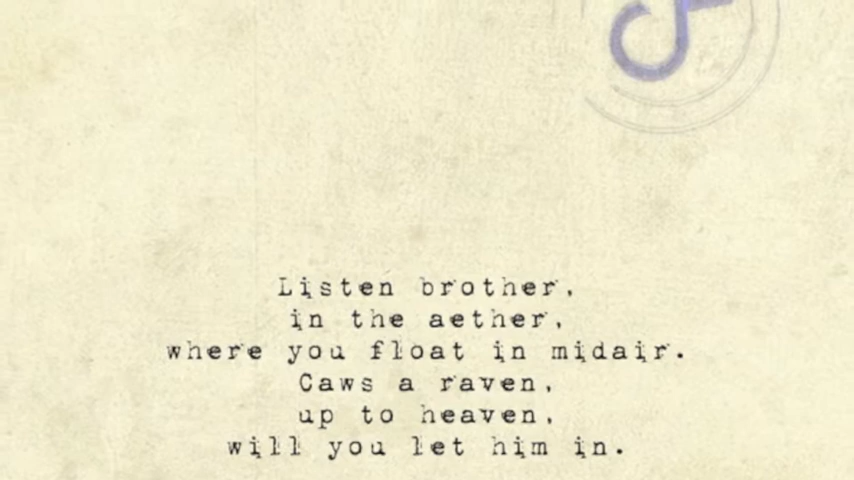 Listen brother,
in the aether,
where you float in midair.
Caws a raven,
up to heaven,
will you let him in.